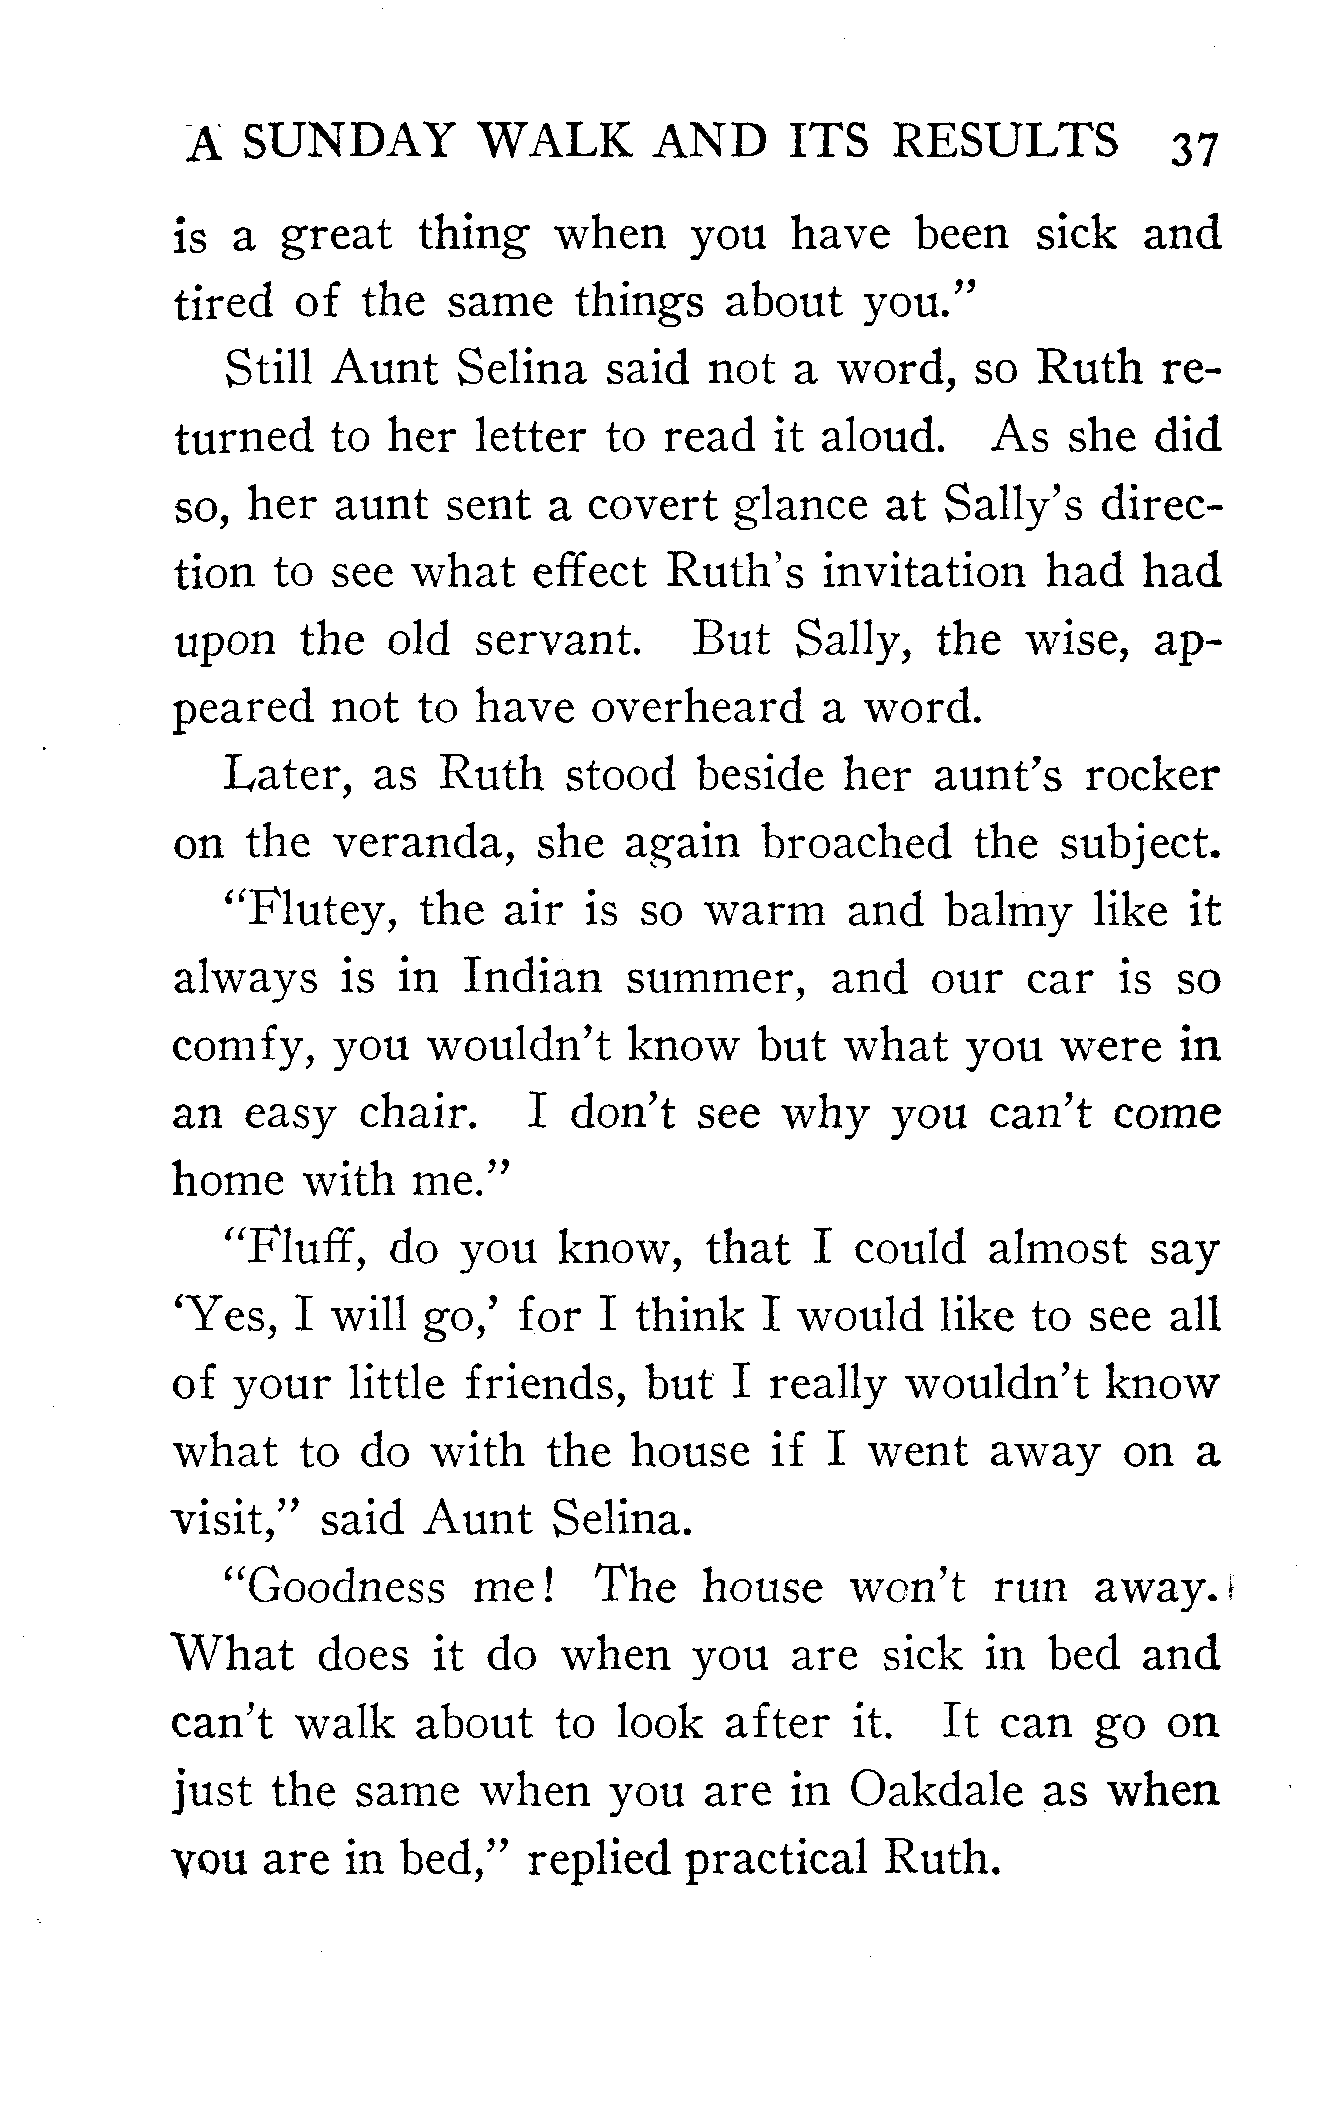 A SUNDAY WALK AND ITS RESULTS 37
is a great thing when you have been sick and
tired of the same things about you.”
Still Aunt Selina said not a word, so Ruth re-
turned to her letter to read it aloud. As she did
so, her aunt sent a covert glance at Sally’s direc-
tion to see what effect Ruth’s invitation had had
upon the old servant. But Sally, the wise, ap-
peared not to have overheard a word.
Later, as Ruth stood beside her aunt’s rocker
on the veranda, she again broached the subject.
“Flutey, the air is so warm and balmy like it
always is in Indian summer, and our car is so
comfy, you wouldn’t know but what you were in
an easy chair. I don’t see why you can’t come
home with me.”
“Fluff, do you know, that I could almost say
‘Yes, I will go,’ for I think I would like to see all
of your little friends, but I really wouldn’t know
what to do with the house if I went away on a
visit,” said Aunt Selina.
“Goodness me! The house won’t run away.
What does it do when you are sick in bed and
can’t walk about to look after it. It can go on
just the same when you are in Oakdale as when
you are in bed,” replied practical Ruth.